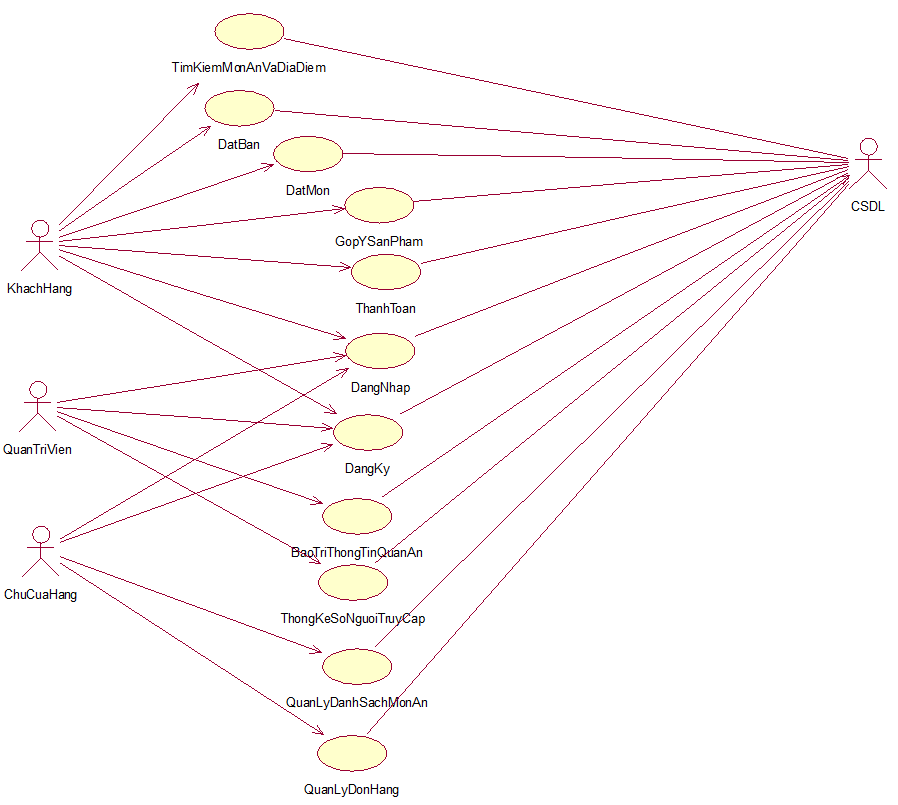 TimKiemMonAnVaDiaDiem
DatBan
DatMon
CSDL
GopYSanPham
KhachHang
ThanhToan
DangNhap
QuanTriVien
DangKy
BaoTriThongTinQuanAn
ChuCuaHang
ThongKeSoNguoiTruyCap
QuanLyDanhSachMonAn
QuanLyDonHang